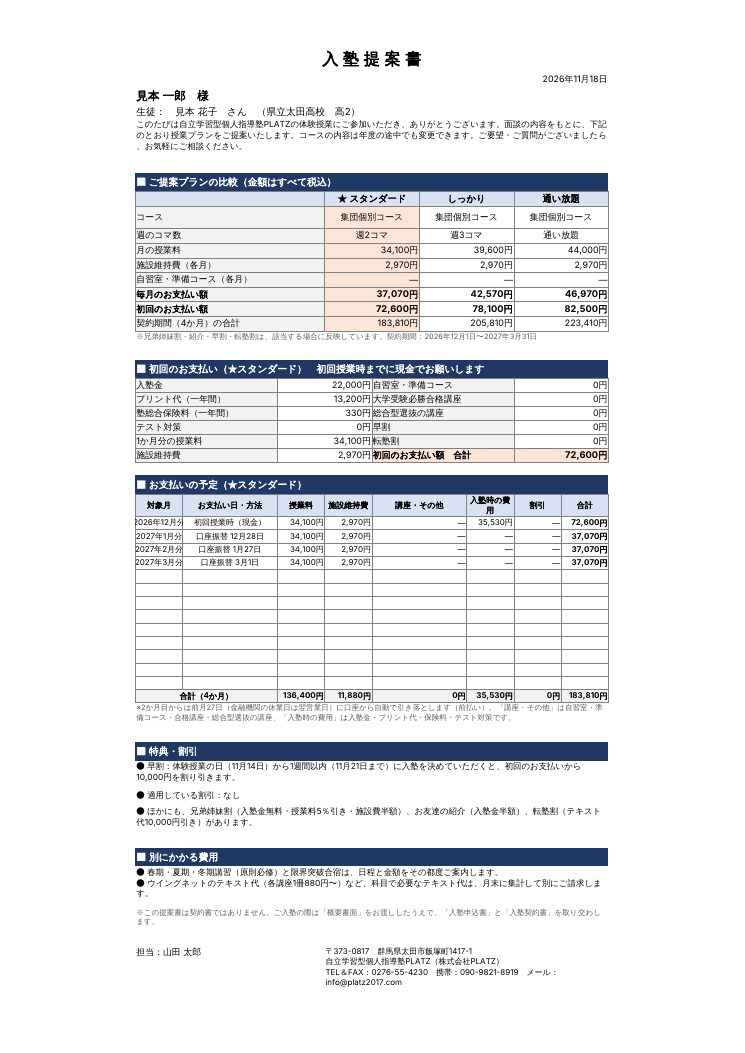 入塾提案書
2026年11月18日
見本 一郎　様
生徒：　見本 花子　さん　（県立太田高校　高2）
このたびは自立学習型個人指導塾PLATZの体験授業にご参加いただき、ありがとうございます。面談の内容をもとに、下記
のとおり授業プランをご提案いたします。コースの内容は年度の途中でも変更できます。ご要望・ご質問がございましたら
、お気軽にご相談ください。
■ ご提案プランの比較（金額はすべて税込）
★ スタンダード　しっかり　通い放題
コース　集団個別コース　集団個別コース　集団個別コース
週のコマ数　週2コマ　週3コマ　通い放題
月の授業料　34,100円　39,600円　44,000円
施設維持費（各月）　2,970円　2,970円　2,970円
自習室・準備コース（各月）　—　—　—
毎月のお支払い額　37,070円　42,570円　46,970円
初回のお支払い額　72,600円　78,100円　82,500円
契約期間（4か月）の合計　183,810円　205,810円　223,410円
※兄弟姉妹割・紹介・早割・転塾割は、該当する場合に反映しています。契約期間：2026年12月1日〜2027年3月31日
■ 初回のお支払い（★スタンダード）　初回授業時までに現金でお願いします
入塾金　22,000円　自習室・準備コース　0円
プリント代（一年間）　13,200円　大学受験必勝合格講座　0円
塾総合保険料（一年間）　330円　総合型選抜の講座　0円
テスト対策　0円　早割　0円
1か月分の授業料　34,100円　転塾割　0円
施設維持費　2,970円　初回のお支払い額　合計　72,600円
■ お支払いの予定（★スタンダード）
対象月　お支払い日・方法　授業料　施設維持費　講座・その他　入塾時の費用　割引　合計
2026年12月分　初回授業時（現金）　34,100円　2,970円　—　35,530円　—　72,600円
2027年1月分　口座振替 12月28日　34,100円　2,970円　—　—　—　37,070円
2027年2月分　口座振替 1月27日　34,100円　2,970円　—　—　—　37,070円
2027年3月分　口座振替 3月1日　34,100円　2,970円　—　—　—　37,070円
合計（4か月）　136,400円　11,880円　0円　35,530円　0円　183,810円
※2か月目からは前月27日（金融機関の休業日は翌営業日）に口座から自動で引き落とします（前払い）。「講座・その他」は自習室・準
備コース・合格講座・総合型選抜の講座、「入塾時の費用」は入塾金・プリント代・保険料・テスト対策です。
■ 特典・割引
● 早割：体験授業の日（11月14日）から1週間以内（11月21日まで）に入塾を決めていただくと、初回のお支払いから
10,000円を割り引きます。
● 適用している割引：なし
● ほかにも、兄弟姉妹割（入塾金無料・授業料5％引き・施設費半額）、お友達の紹介（入塾金半額）、転塾割（テキスト
代10,000円引き）があります。
■ 別にかかる費用
● 春期・夏期・冬期講習（原則必修）と限界突破合宿は、日程と金額をその都度ご案内します。
● ウイングネットのテキスト代（各講座1冊880円〜）など、科目で必要なテキスト代は、月末に集計して別にご請求しま
す。
※この提案書は契約書ではありません。ご入塾の際は「概要書面」をお渡ししたうえで、「入塾申込書」と「入塾契約書」を取り交わし
ます。
担当：山田 太郎
〒373-0817　群馬県太田市飯塚町1417-1
自立学習型個人指導塾PLATZ（株式会社PLATZ）
TEL＆FAX：0276-55-4230　携帯：090-9821-8919　メール：
info@platz2017.com